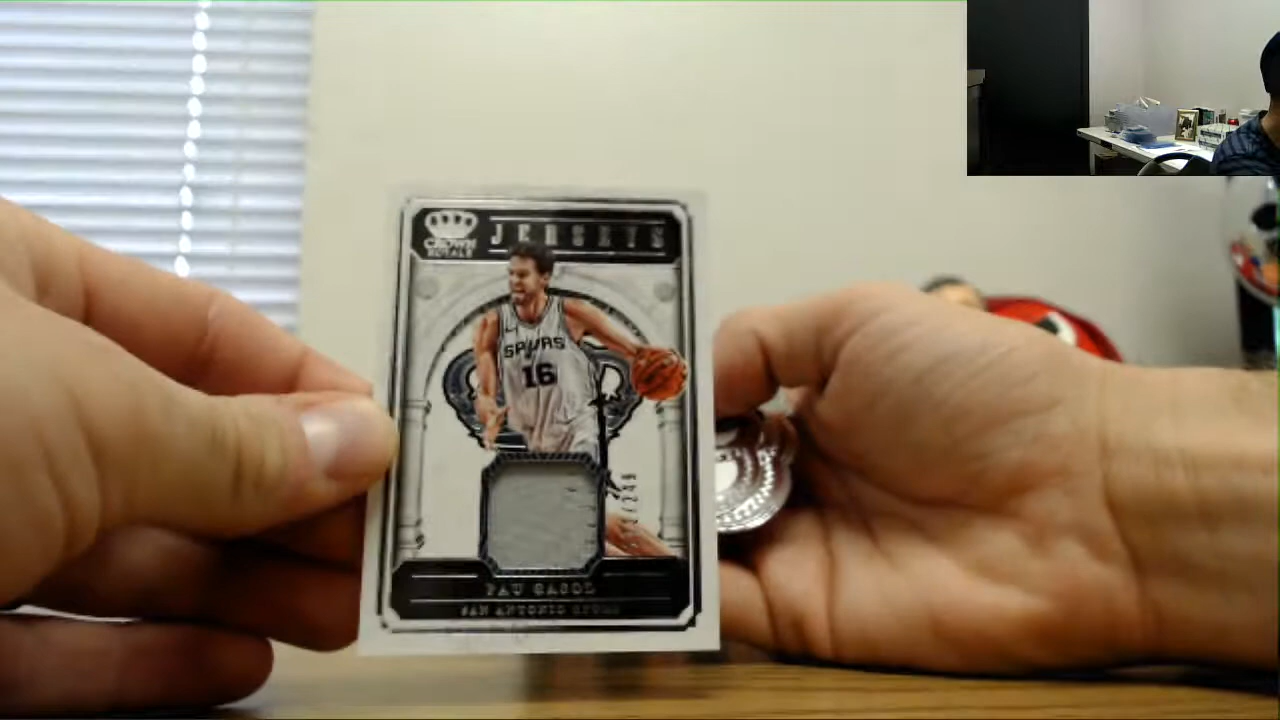 CROWN
ROYALE
JERSEYS
SPURS
16
PAU GASOL
SAN ANTONIO SPURS